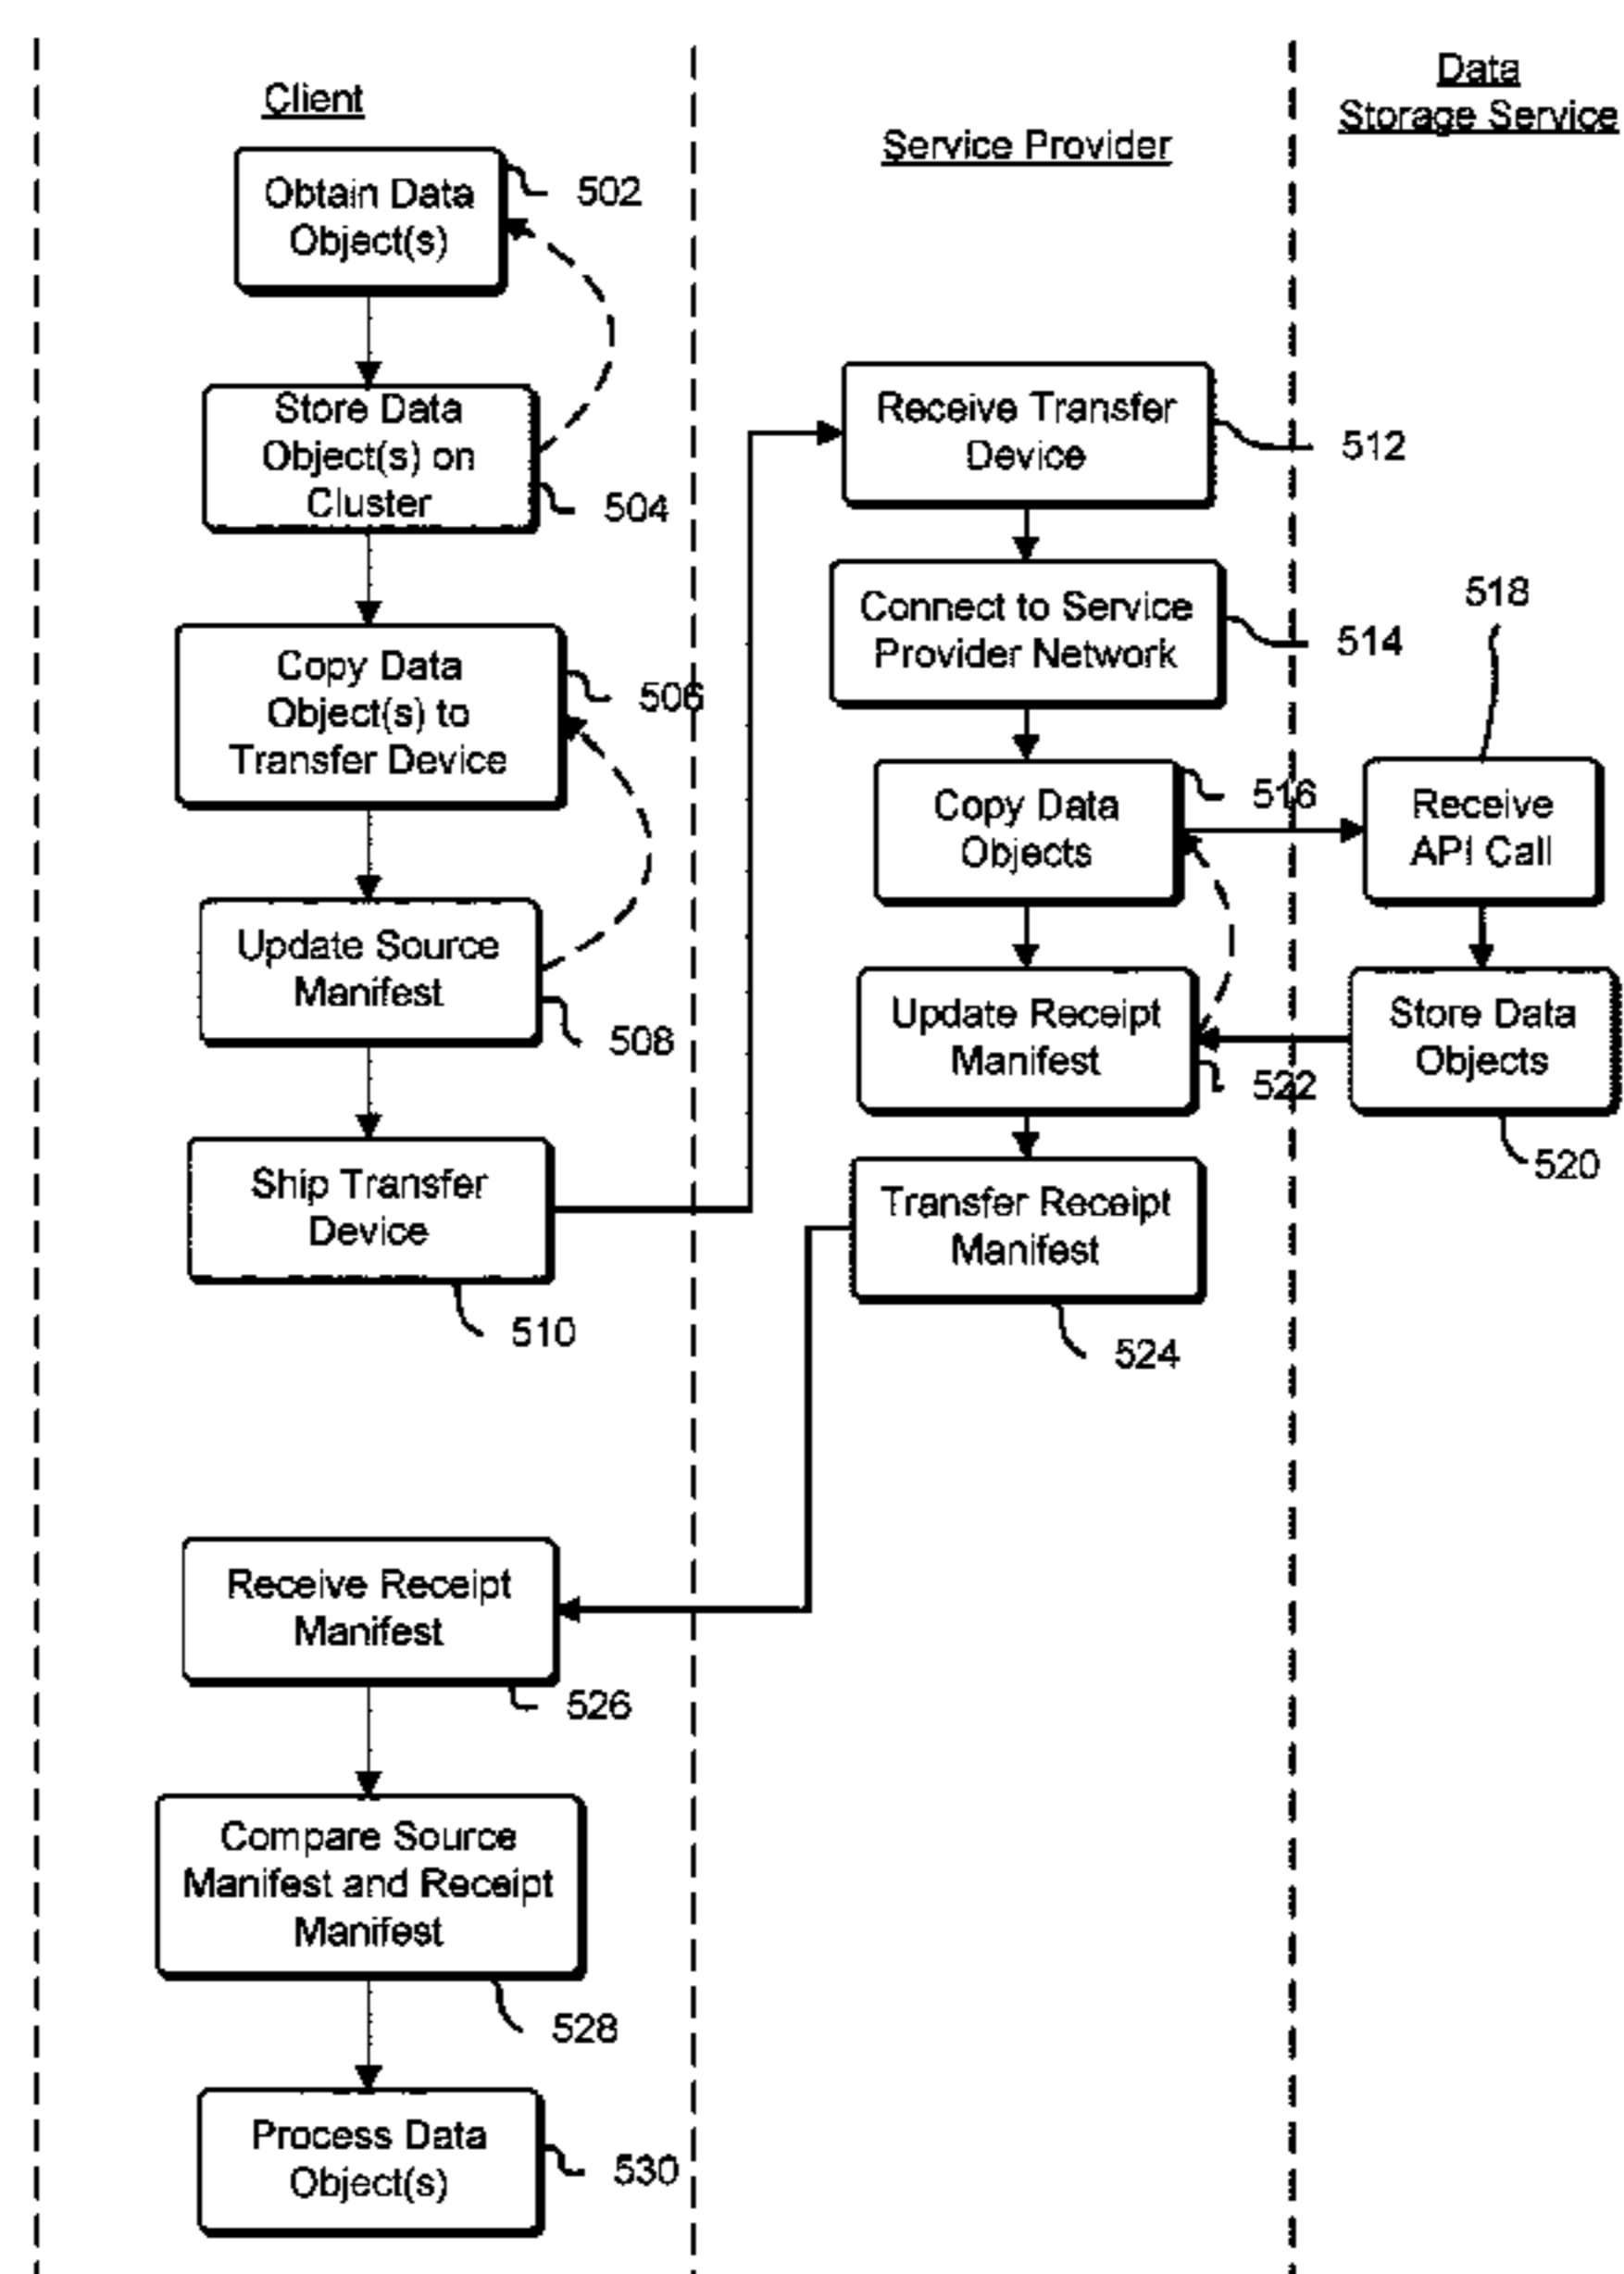 Client
Obtain Data
Object(s)
502
Store Data
Object(s) on
Cluster
504
Copy Data
Object(s) to
Transfer Device
506
Update Source
Manifest
508
Ship Transfer
Device
510
Receive Receipt
Manifest
526
Compare Source
Manifest and Receipt
Manifest
528
Process Data
Object(s)
530
Service Provider
Receive Transfer
Device
512
Connect to Service
Provider Network
514
Copy Data
Objects
516
Update Receipt
Manifest
522
Transfer Receipt
Manifest
524
Data
Storage Service
518
Receive
API Call
Store Data
Objects
520